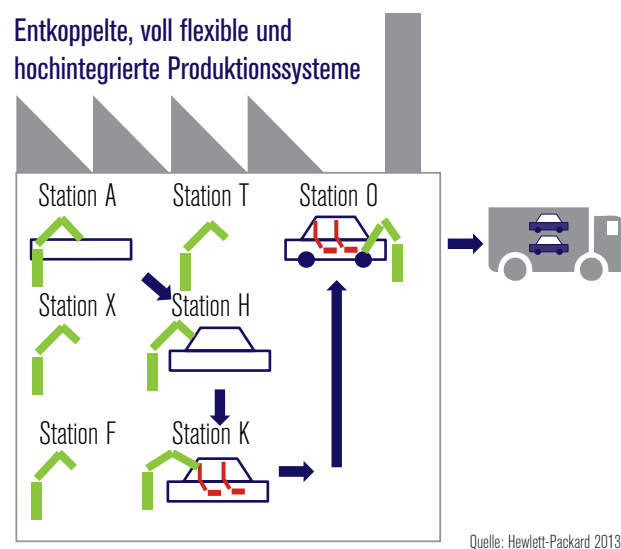 Entkoppelte, voll flexible und
hochintegrierte Produktionssysteme
Station A
Station T
Station O
Station X
Station H
Station F
Station K
Quelle: Hewlett-Packard 2013